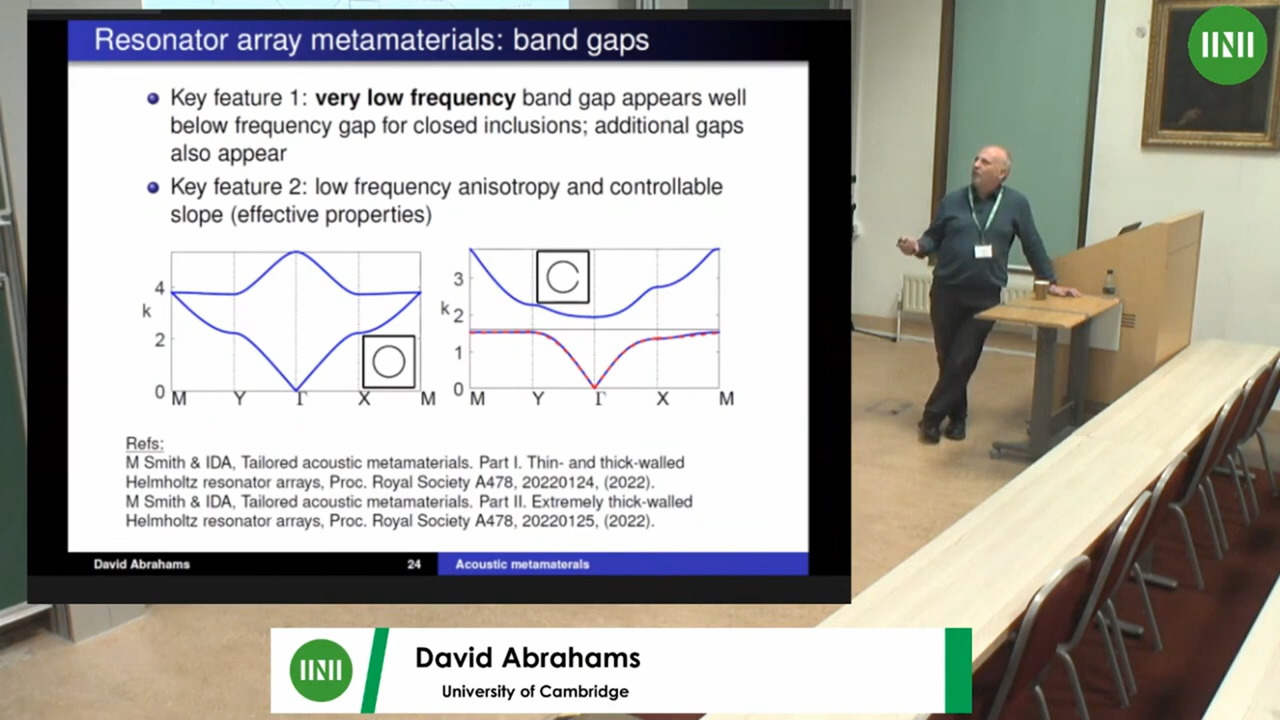 Resonator array metamaterials: band gaps
Key feature 1: very low frequency band gap appears well
below frequency gap for closed inclusions; additional gaps
also appear
Key feature 2: low frequency anisotropy and controllable
slope (effective properties)
4
k
2
0
M Y Γ X M
3
k 2
1
0
M Y Γ X M
Refs:
M Smith & IDA, Tailored acoustic metamaterials. Part I. Thin- and thick-walled
Helmholtz resonator arrays, Proc. Royal Society A478, 20220124, (2022).
M Smith & IDA, Tailored acoustic metamaterials. Part II. Extremely thick-walled
Helmholtz resonator arrays, Proc. Royal Society A478, 20220125, (2022).
David Abrahams 24 Acoustic metamaterals
David Abrahams
University of Cambridge